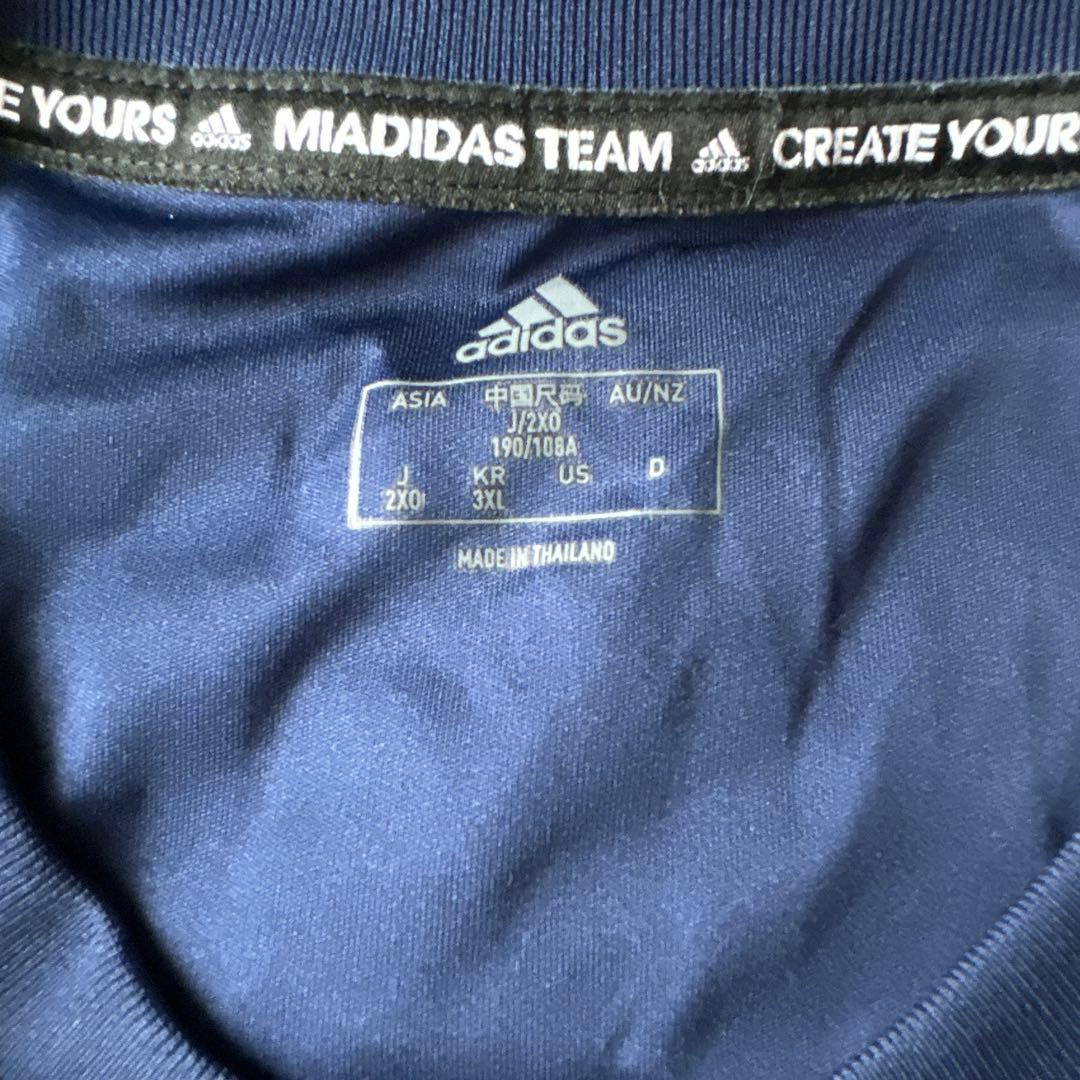 E YOURS adidas MIADIDAS TEAM adidas CREATE YOUR
adidas
ASIA 中国尺码 AU/NZ
J/2XO
190/108A
J KR US D
2XO 3XL
MADE IN THAILAND